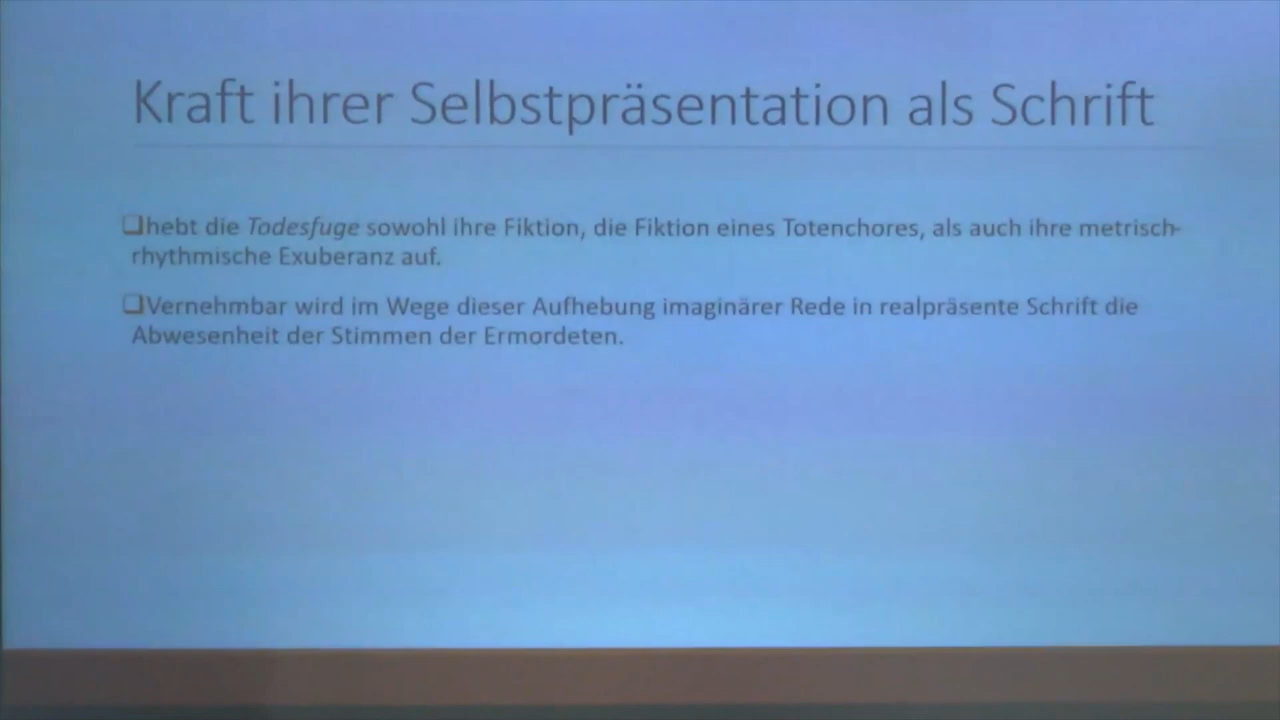 Kraft ihrer Selbstpräsentation als Schrift
❑hebt die Todesfuge sowohl ihre Fiktion, die Fiktion eines Totenchores, als auch ihre metrisch-
rhythmische Exuberanz auf.
❑Vernehmbar wird im Wege dieser Aufhebung imaginärer Rede in realpräsente Schrift die
Abwesenheit der Stimmen der Ermordeten.